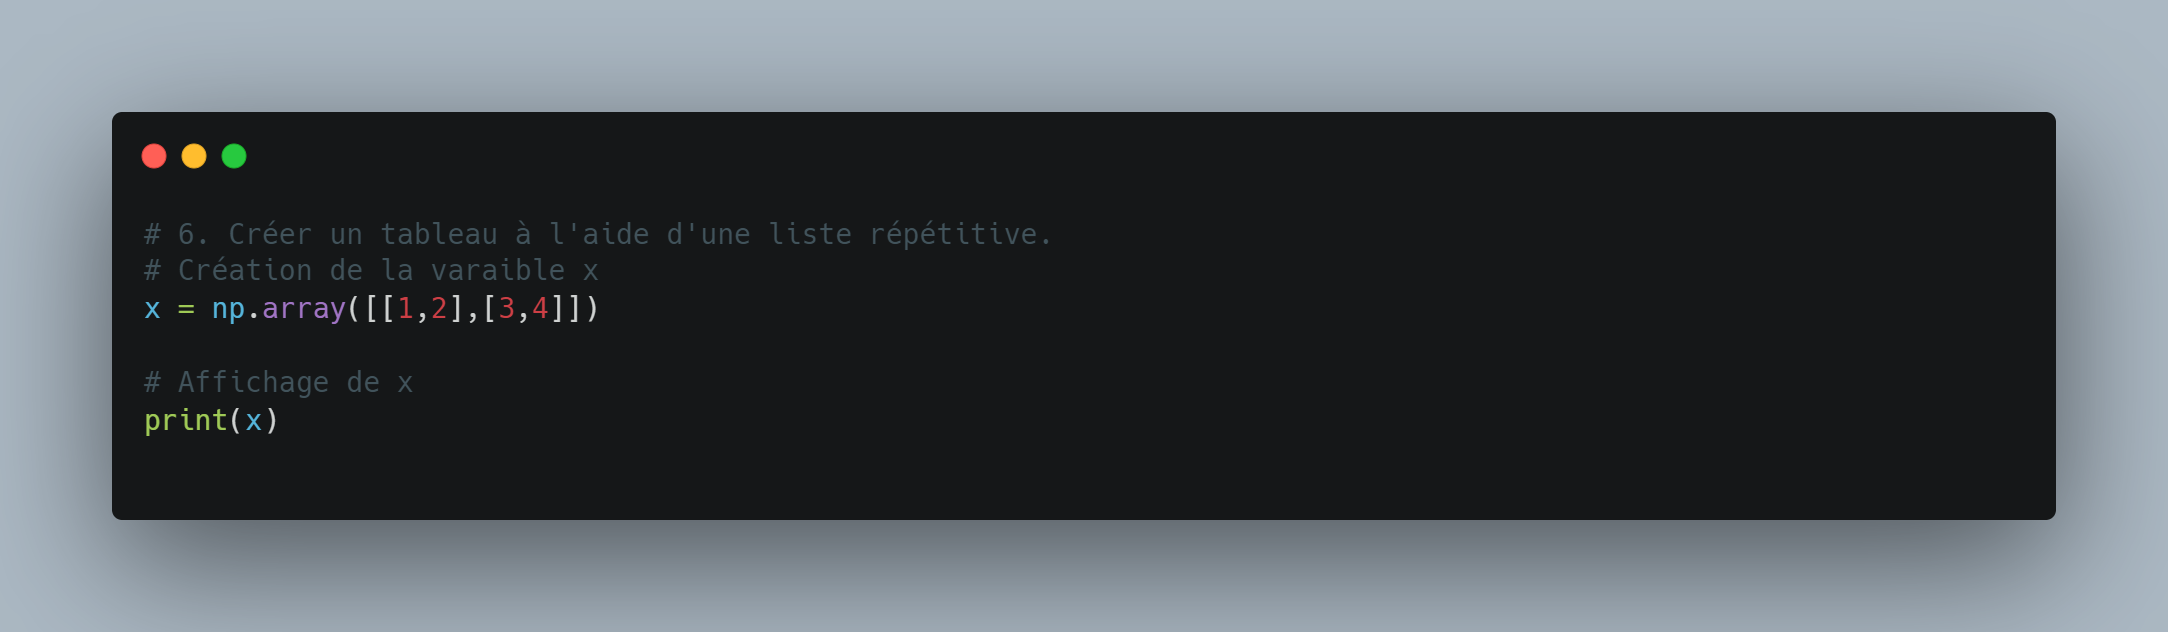 # 6. Créer un tableau à l'aide d'une liste répétitive.
# Création de la varaible x
x = np.array([[1,2],[3,4]])
# Affichage de x
print(x)